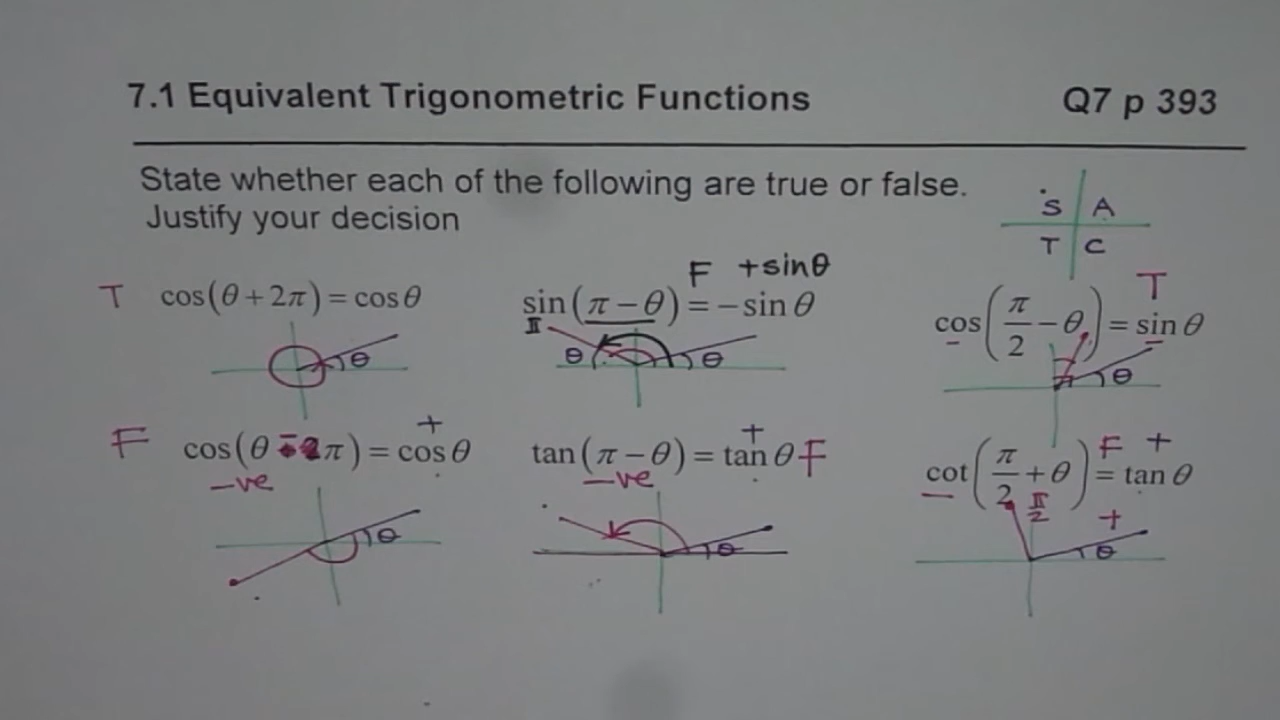 7.1 Equivalent Trigonometric Functions Q7 p 393
State whether each of the following are true or false.
Justify your decision
S A
T C
T cos(θ + 2π) = cos θ
F +sinθ
sin(π − θ) = − sin θ
II
θ θ
T
cos(π/2 − θ) = sin θ
θ
θ
F +
cos(θ − π) = cos θ
−ve
θ
+
tan(π − θ) = tan θ F
−ve
θ
F +
cot(π/2 + θ) = tan θ
− π/2 +
θ